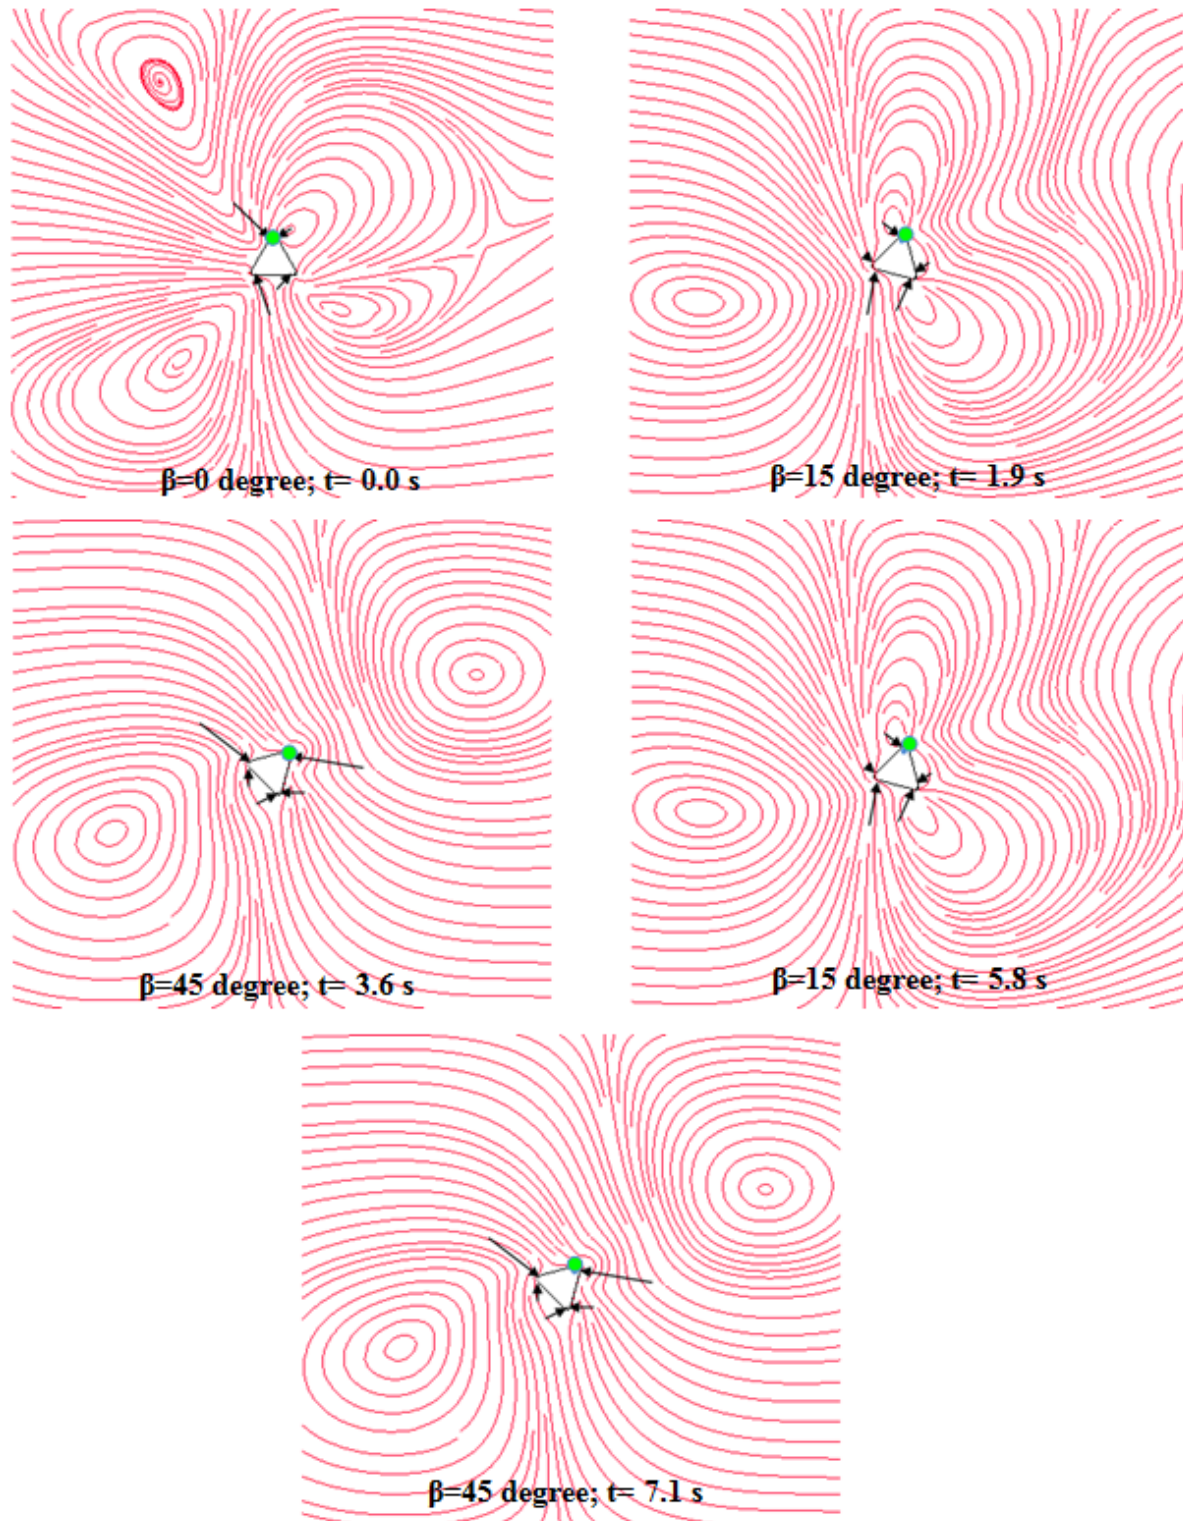 β=0 degree; t= 0.0 s
β=15 degree; t= 1.9 s
β=45 degree; t= 3.6 s
β=15 degree; t= 5.8 s
β=45 degree; t= 7.1 s